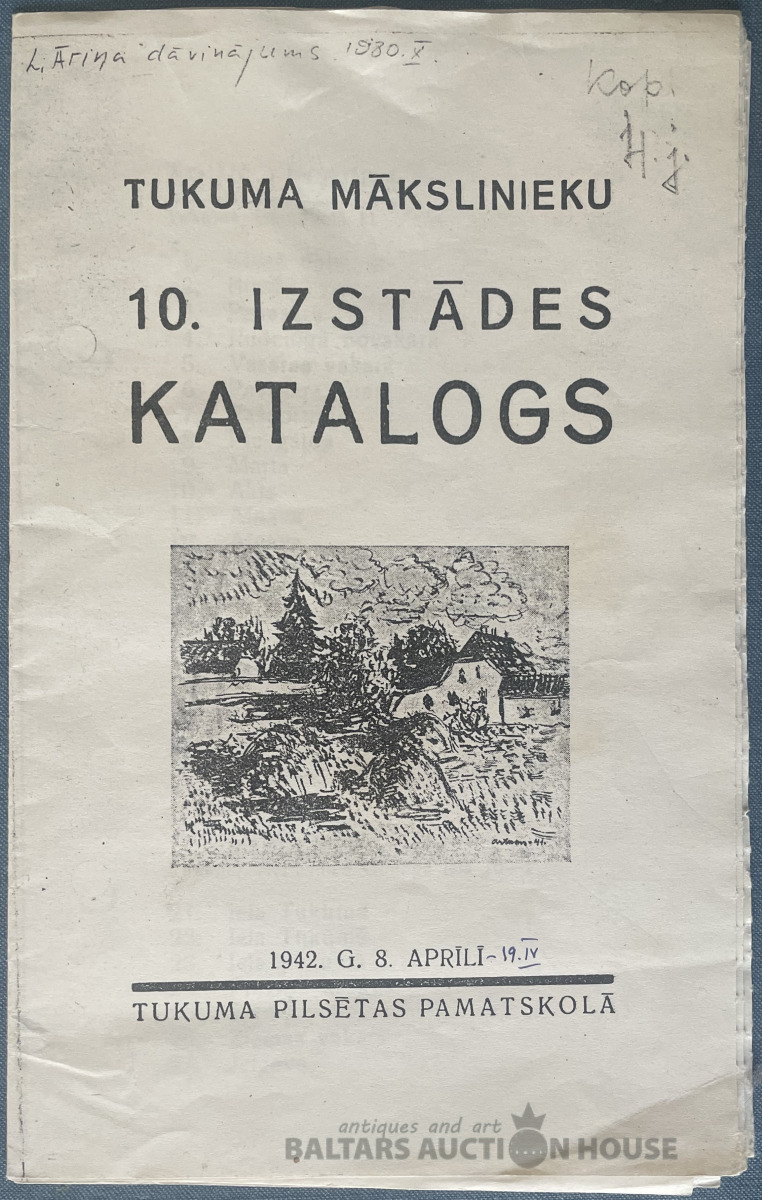 L. Āriņa dāvinājums 1980.X.
Kop.
H.j.
TUKUMA MĀKSLINIEKU
10. IZSTĀDES
KATALOGS
1942. G. 8. APRĪLĪ-19.IV
TUKUMA PILSĒTAS PAMATSKOLĀ
antiques and art
BALTARS AUCTION HOUSE